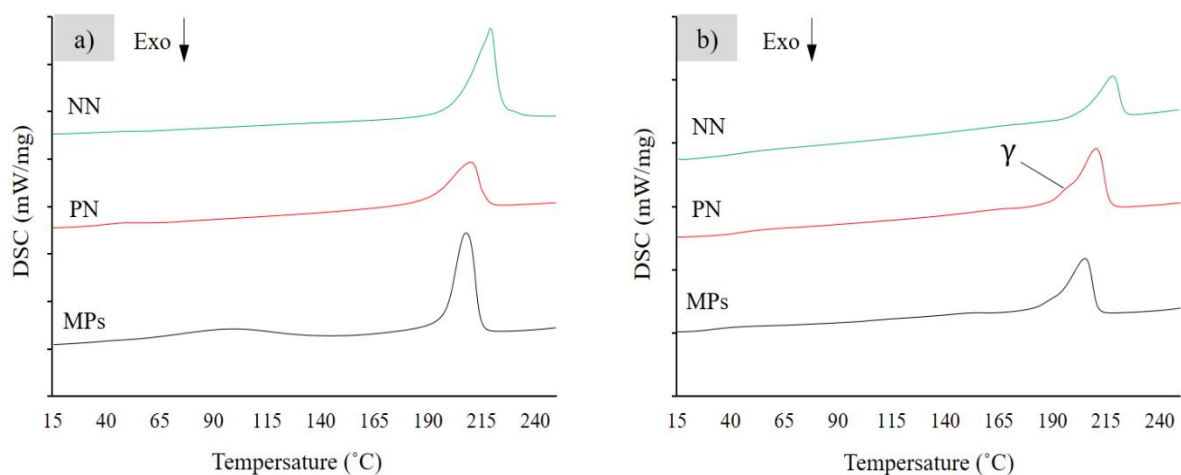 a)
Exo
NN
PN
MPs
DSC (mW/mg)
15 40 65 90 115 140 165 190 215 240
Tempersature (˚C)
b)
Exo
NN
γ
PN
MPs
DSC (mW/mg)
15 40 65 90 115 140 165 190 215 240
Tempersature (˚C)